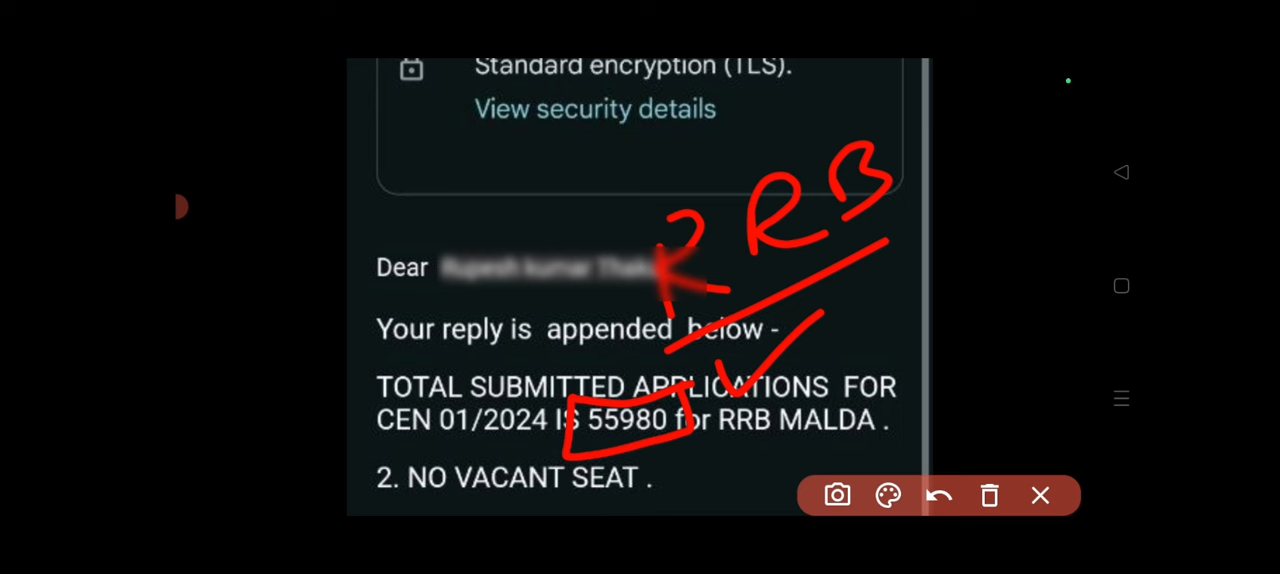 Standard encryption (TLS).
View security details
RRB
Dear
Your reply is appended below -
TOTAL SUBMITTED APPLICATIONS FOR
CEN 01/2024 IS 55980 for RRB MALDA .
2. NO VACANT SEAT .